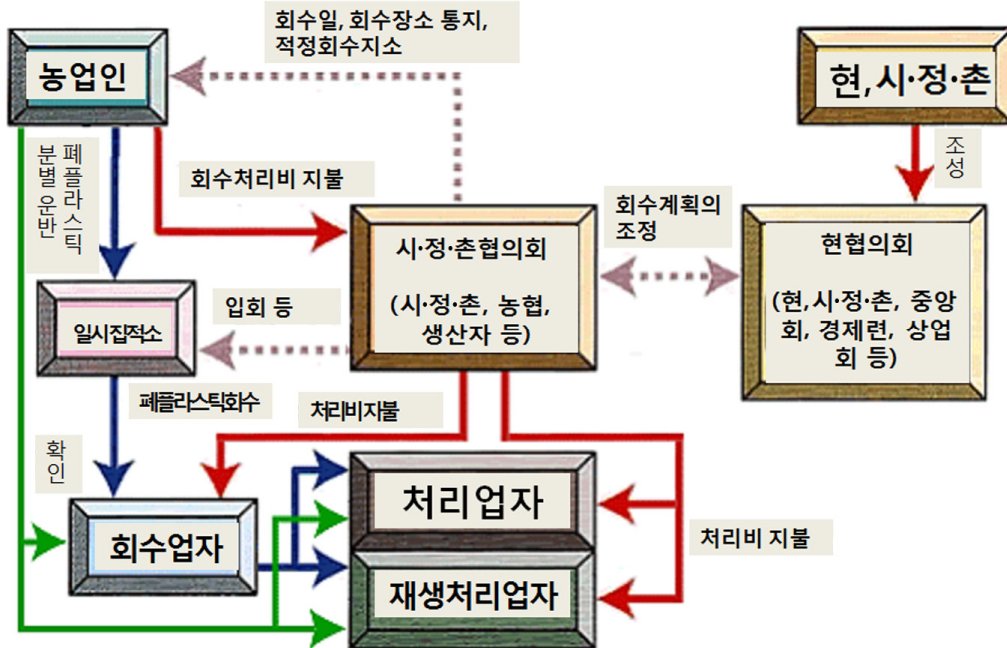 회수일, 회수장소 통지,
적정회수지소
농업인
현, 시·정·촌
폐플라스틱
분별 운반
조성
회수처리비 지불
회수계획의
조정
시·정·촌협의회
(시·정·촌, 농협,
생산자 등)
현협의회
(현,시·정·촌, 중앙
회, 경제련, 상업
회 등)
입회 등
일시집적소
폐플라스틱회수
처리비지불
확인
처리업자
회수업자
처리비 지불
재생처리업자